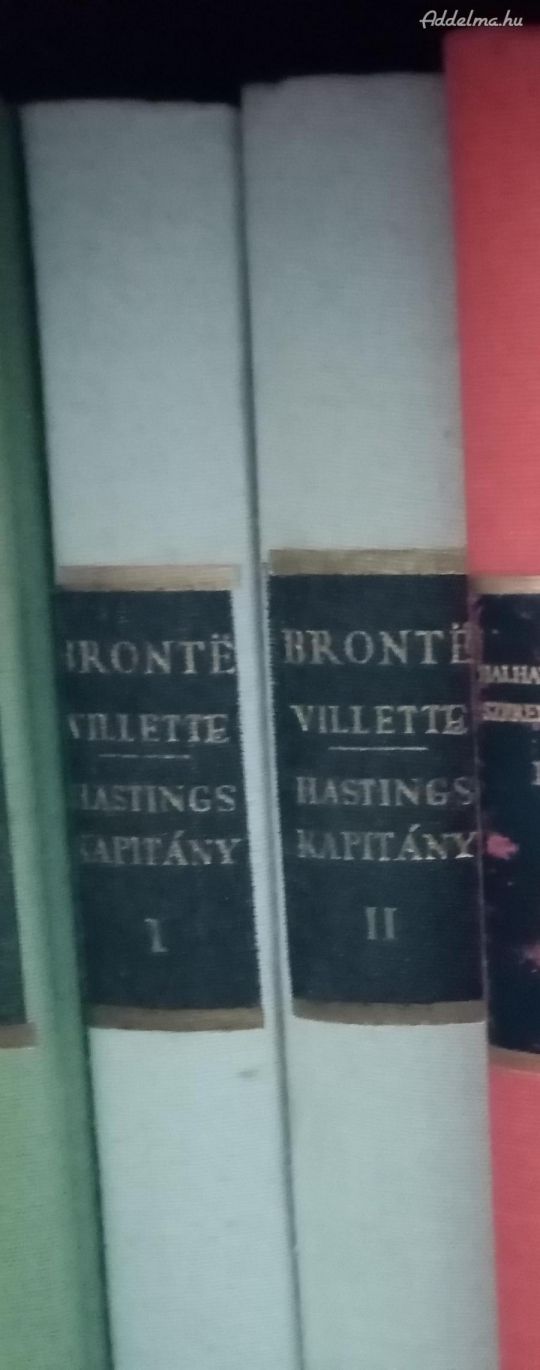 Addelma.hu
BRONTË
VILLETTE
HASTINGS
KAPITÁNY
I
BRONTË
VILLETTE
HASTINGS
KAPITÁNY
II